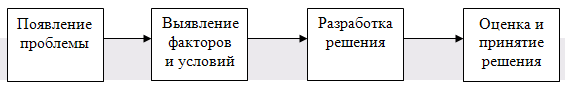 Появление
проблемы
Выявление
факторов
и условий
Разработка
решения
Оценка и
принятие
решения